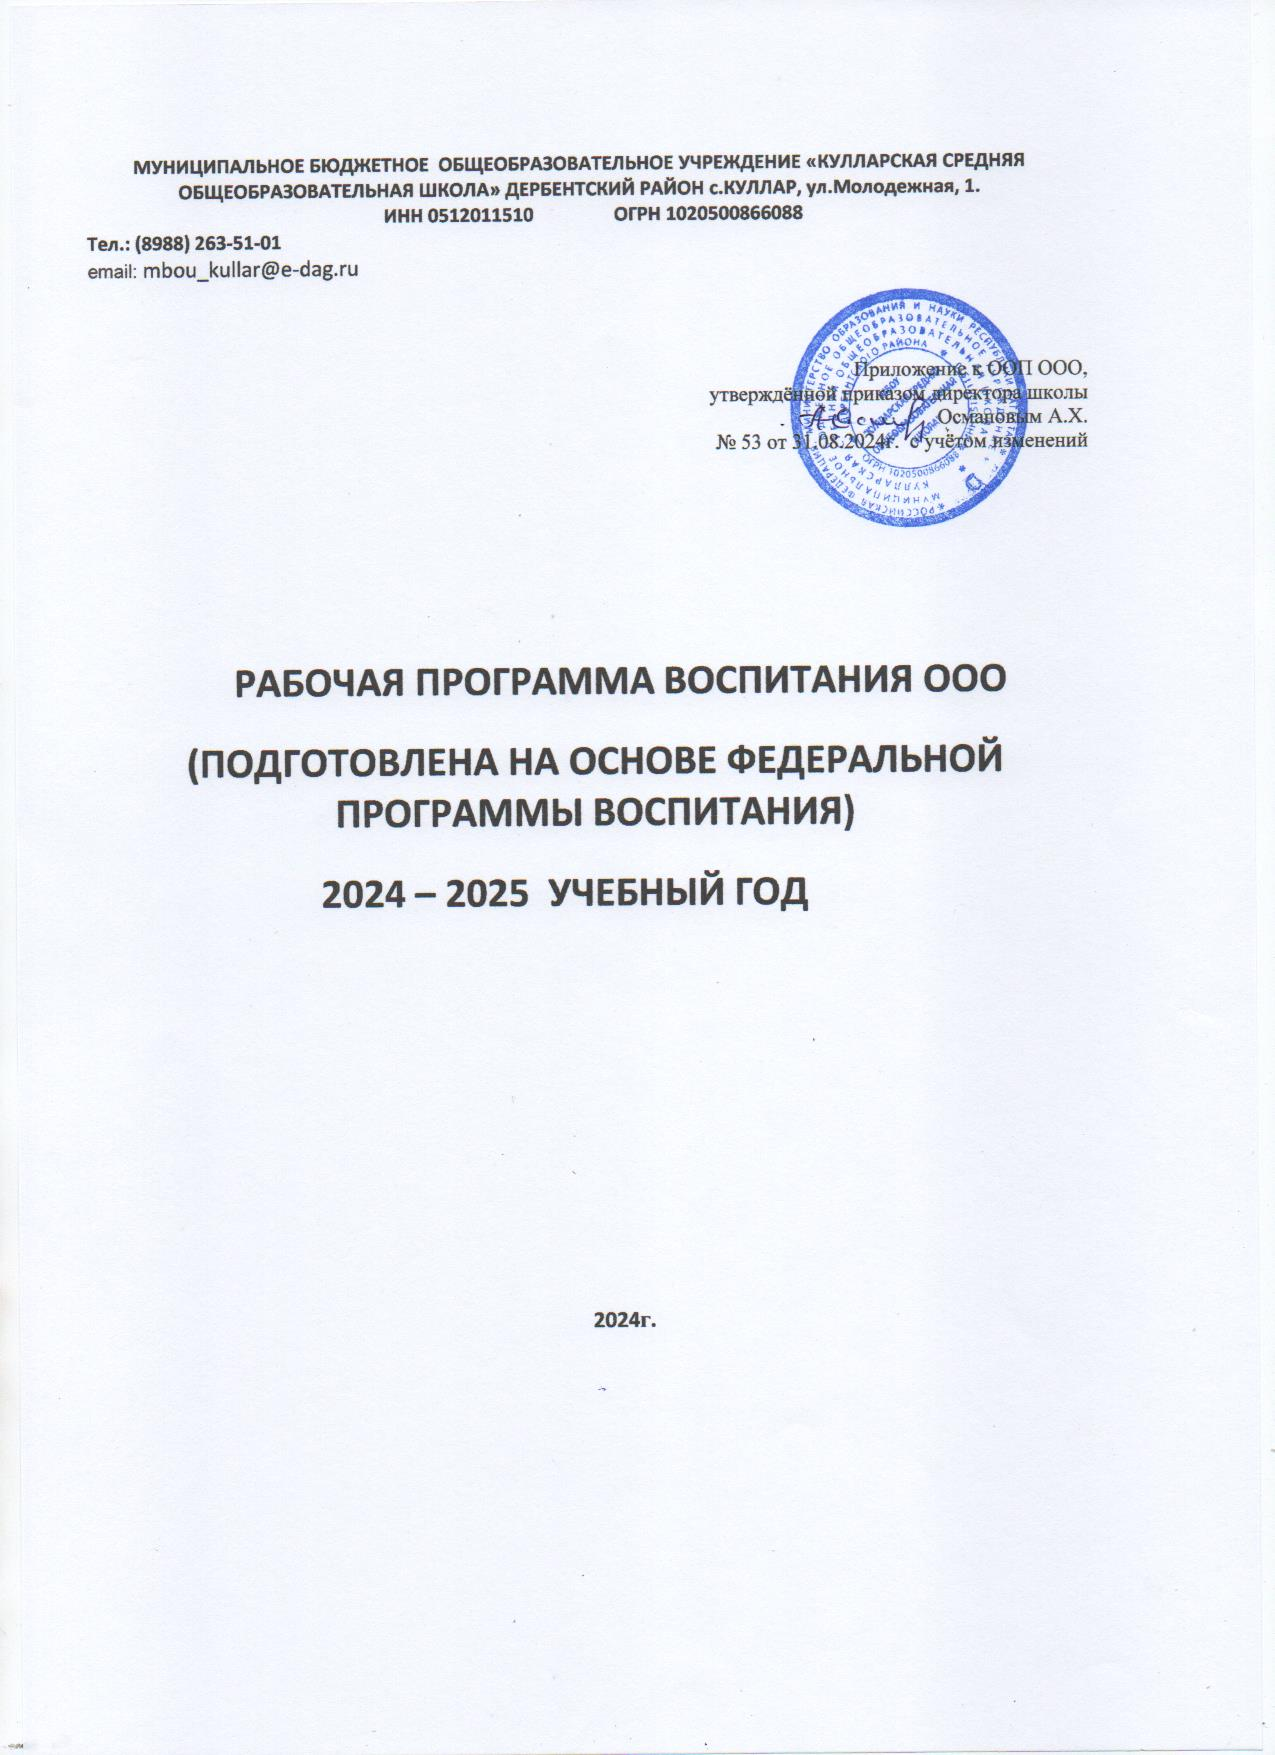 МУНИЦИПАЛЬНОЕ БЮДЖЕТНОЕ ОБЩЕОБРАЗОВАТЕЛЬНОЕ УЧРЕЖДЕНИЕ «КУЛЛАРСКАЯ СРЕДНЯЯ
ОБЩЕОБРАЗОВАТЕЛЬНАЯ ШКОЛА» ДЕРБЕНТСКИЙ РАЙОН с.КУЛЛАР, ул.Молодежная, 1.
ИНН 0512011510 ОГРН 1020500866088
Тел.: (8988) 263-51-01
email: mbou_kullar@e-dag.ru
Приложение к ООП ООО,
утверждённой приказом директора школы
Османовым А.Х.
№ 53 от 31.08.2024г. с учётом изменений
РАБОЧАЯ ПРОГРАММА ВОСПИТАНИЯ ООО
(ПОДГОТОВЛЕНА НА ОСНОВЕ ФЕДЕРАЛЬНОЙ
ПРОГРАММЫ ВОСПИТАНИЯ)
2024 – 2025 УЧЕБНЫЙ ГОД
2024г.